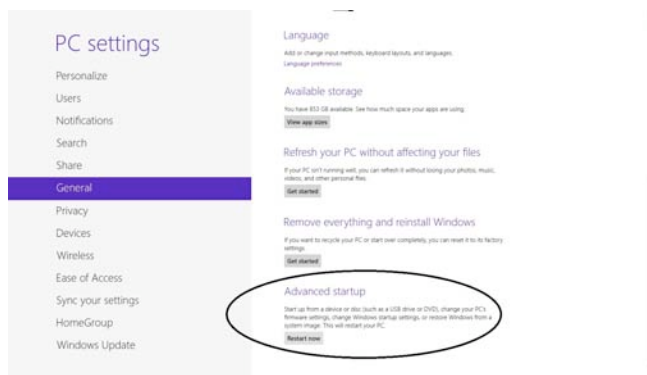 PC settings
Personalize
Users
Notifications
Search
Share
General
Privacy
Devices
Wireless
Ease of Access
Sync your settings
HomeGroup
Windows Update
Language
Add or change input methods, keyboard layouts, and languages.
Language preferences
Available storage
You have 853 GB available. See how much space your apps are using.
View app sizes
Refresh your PC without affecting your files
If your PC isn't running well, you can refresh it without losing your photos, music,
videos, and other personal files.
Get started
Remove everything and reinstall Windows
If you want to recycle your PC or start over completely, you can reset it to its factory
settings.
Get started
Advanced startup
Start up from a device or disc (such as a USB drive or DVD), change your PC's
firmware settings, change Windows startup settings, or restore Windows from a
system image. This will restart your PC.
Restart now